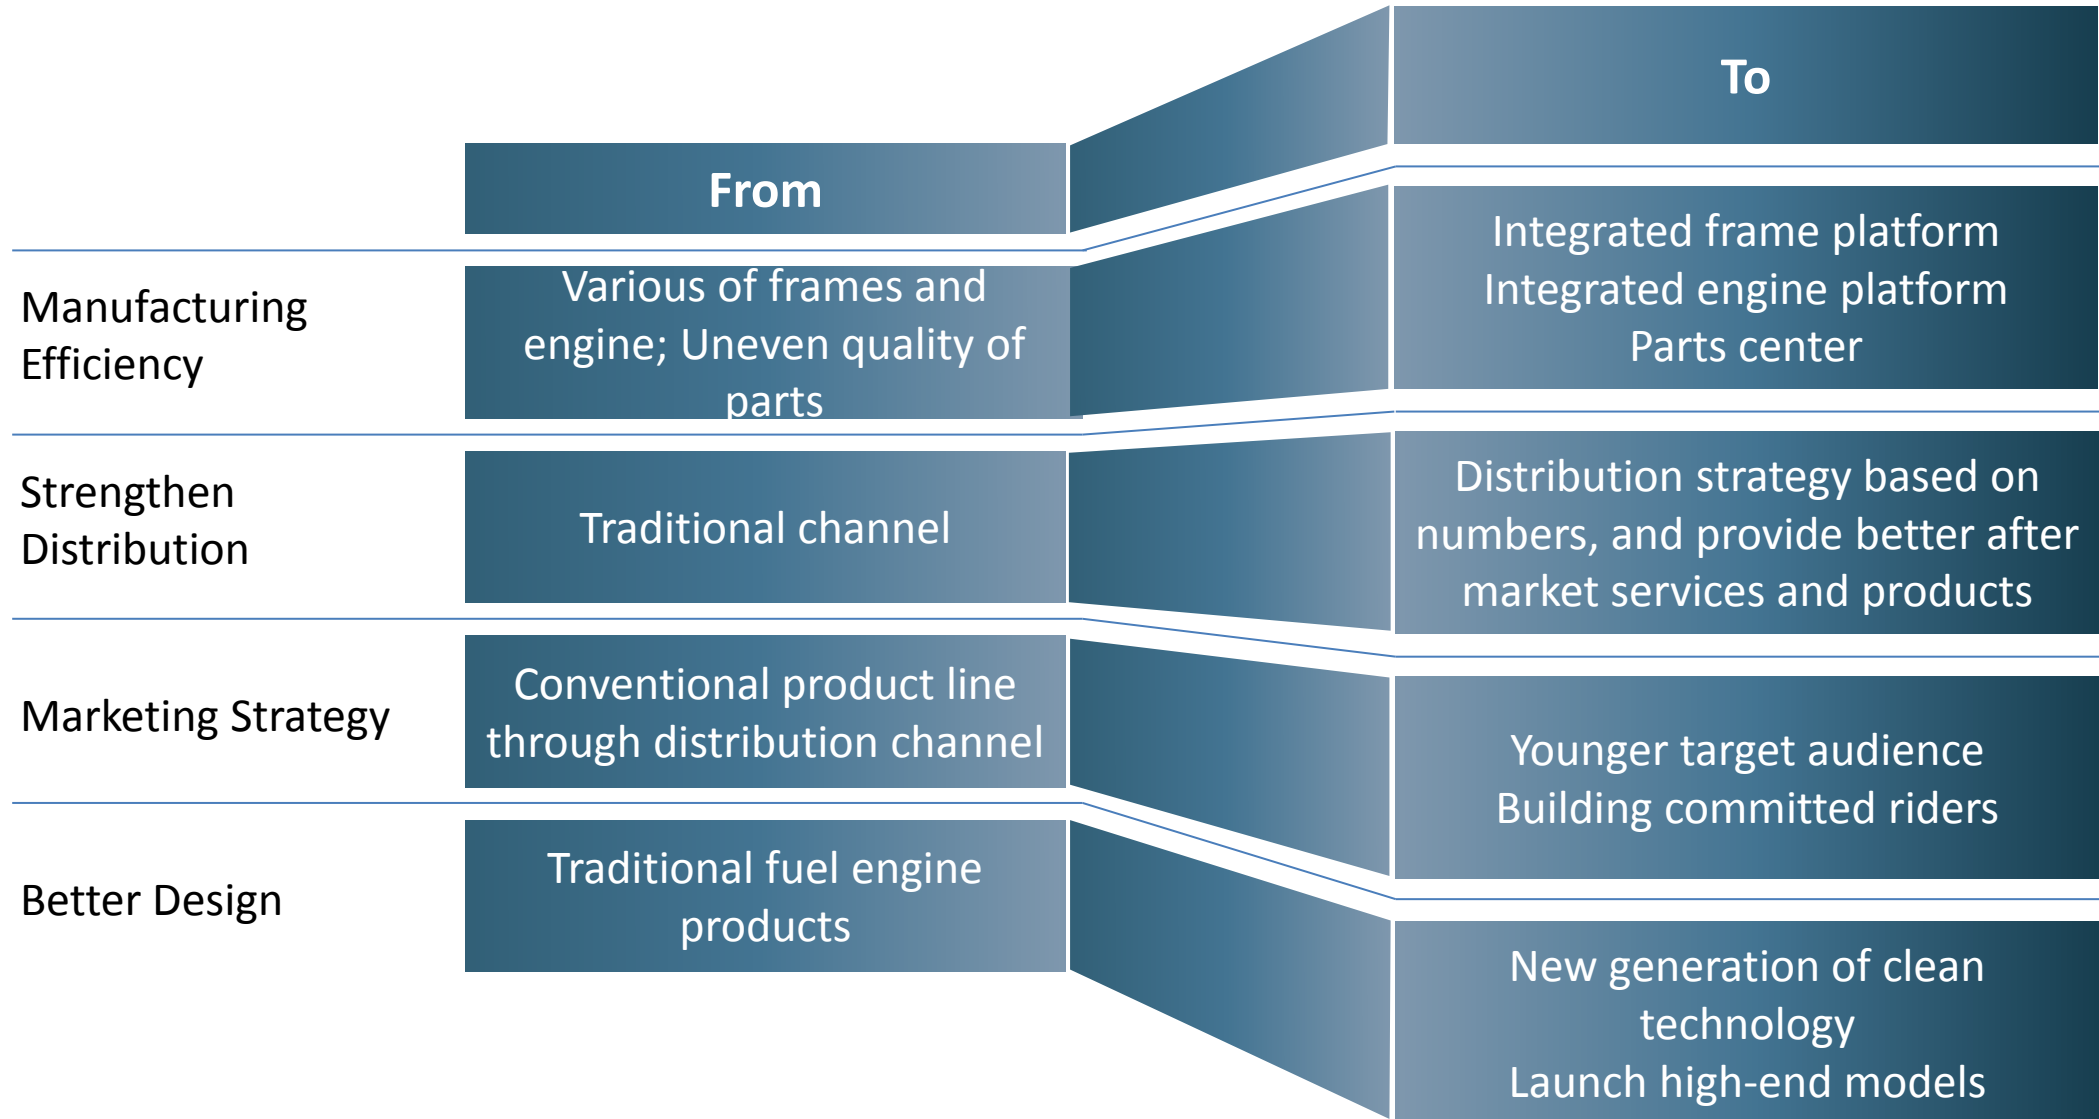 From
To
Manufacturing
Efficiency
Various of frames and
engine; Uneven quality of
parts
Integrated frame platform
Integrated engine platform
Parts center
Strengthen
Distribution
Traditional channel
Distribution strategy based on
numbers, and provide better after
market services and products
Marketing Strategy
Conventional product line
through distribution channel
Younger target audience
Building committed riders
Better Design
Traditional fuel engine
products
New generation of clean
technology
Launch high-end models